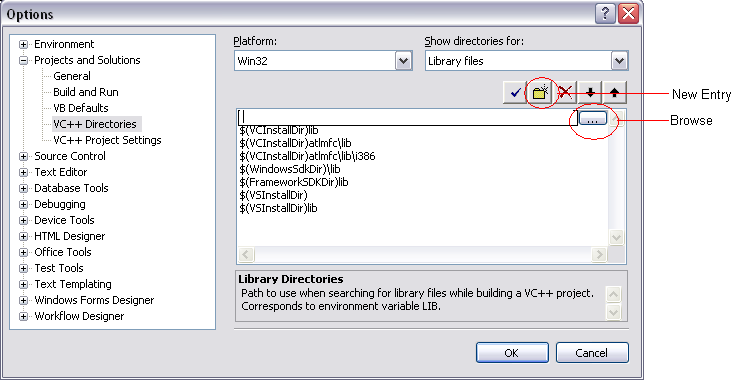 Options
Environment
Projects and Solutions
General
Build and Run
VB Defaults
VC++ Directories
VC++ Project Settings
Source Control
Text Editor
Database Tools
Debugging
Device Tools
HTML Designer
Office Tools
Test Tools
Text Templating
Windows Forms Designer
Workflow Designer
Platform:
Win32
Show directories for:
Library files
New Entry
...
Browse
$(VCInstallDir)lib
$(VCInstallDir)atlmfc\lib
$(VCInstallDir)atlmfc\lib\i386
$(WindowsSdkDir)\lib
$(FrameworkSDKDir)lib
$(VSInstallDir)
$(VSInstallDir)lib
Library Directories
Path to use when searching for library files while building a VC++ project.
Corresponds to environment variable LIB.
OK
Cancel